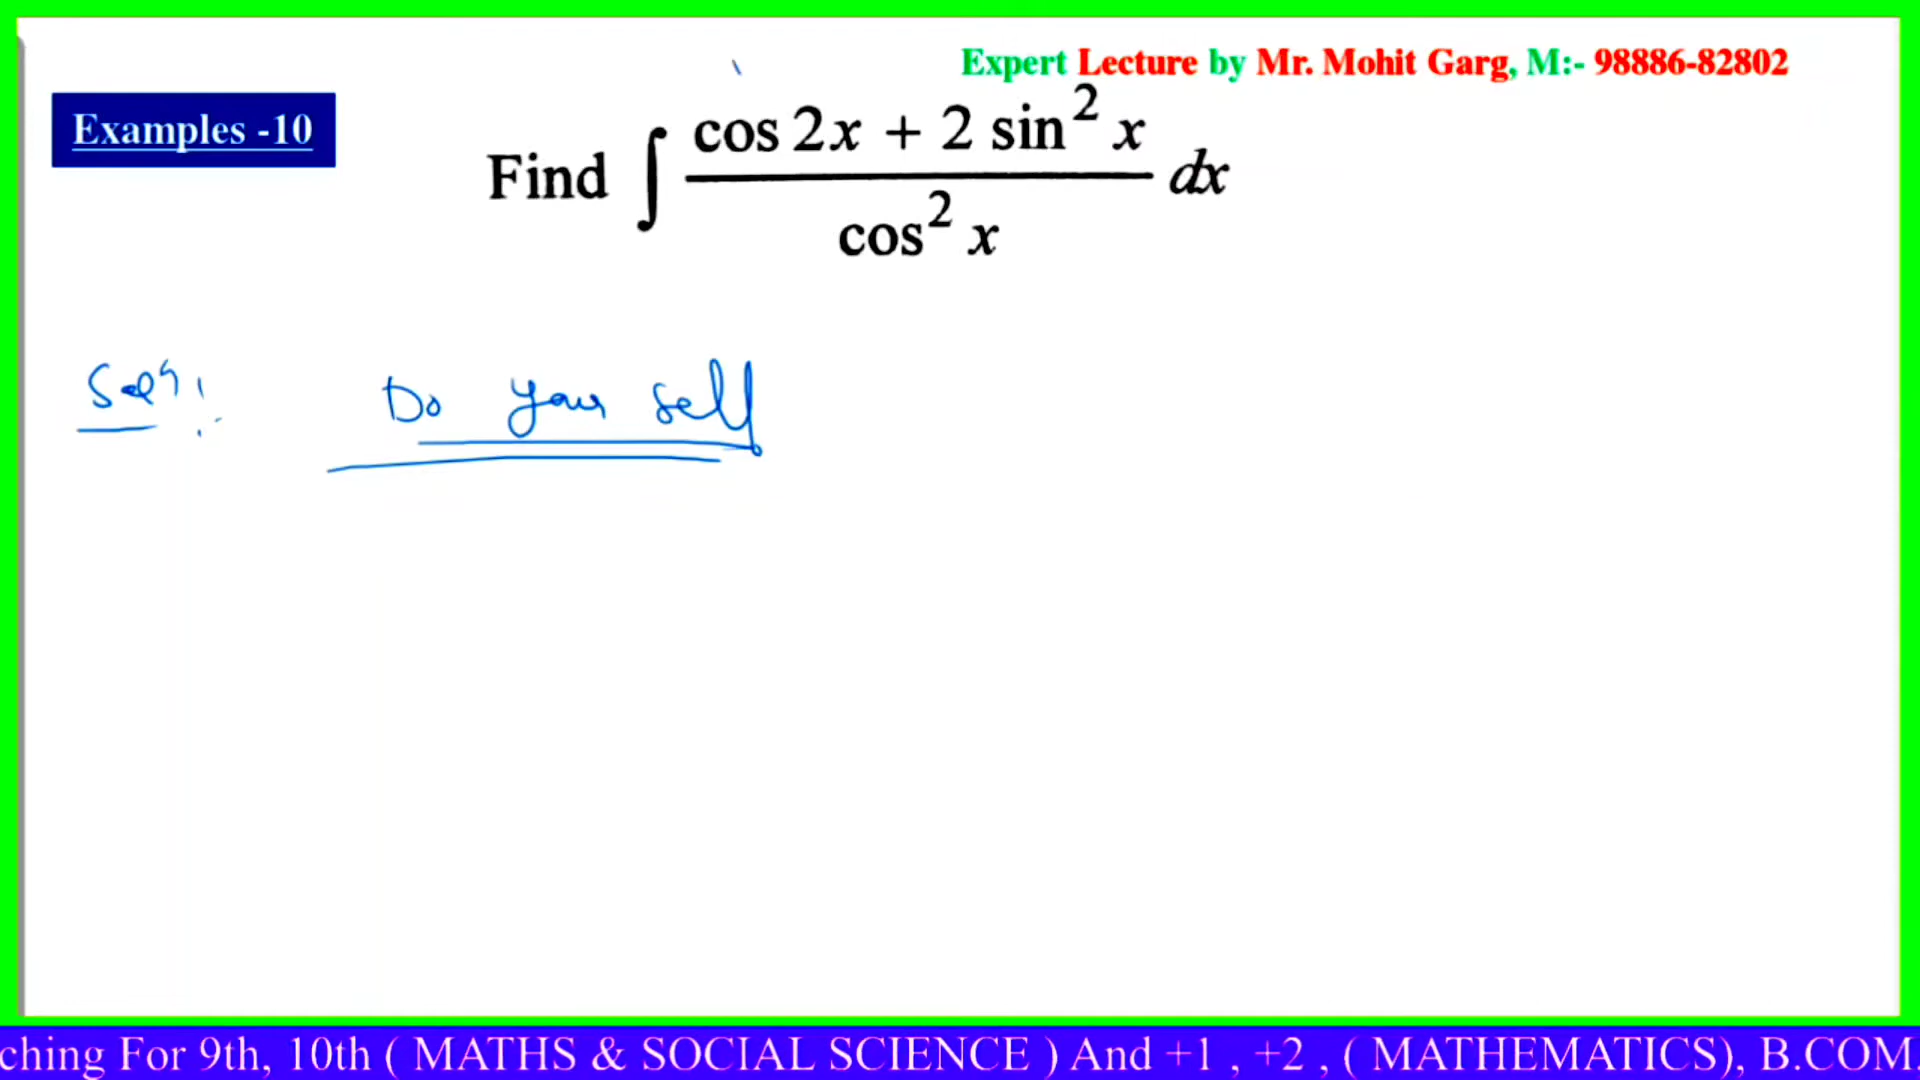 Expert Lecture by Mr. Mohit Garg, M:- 98886-82802
Examples -10
Find ∫ (cos 2x + 2 sin² x) / (cos² x) dx
Solⁿ:
Do your self
ching For 9th, 10th ( MATHS & SOCIAL SCIENCE ) And +1 , +2 , ( MATHEMATICS), B.COM.